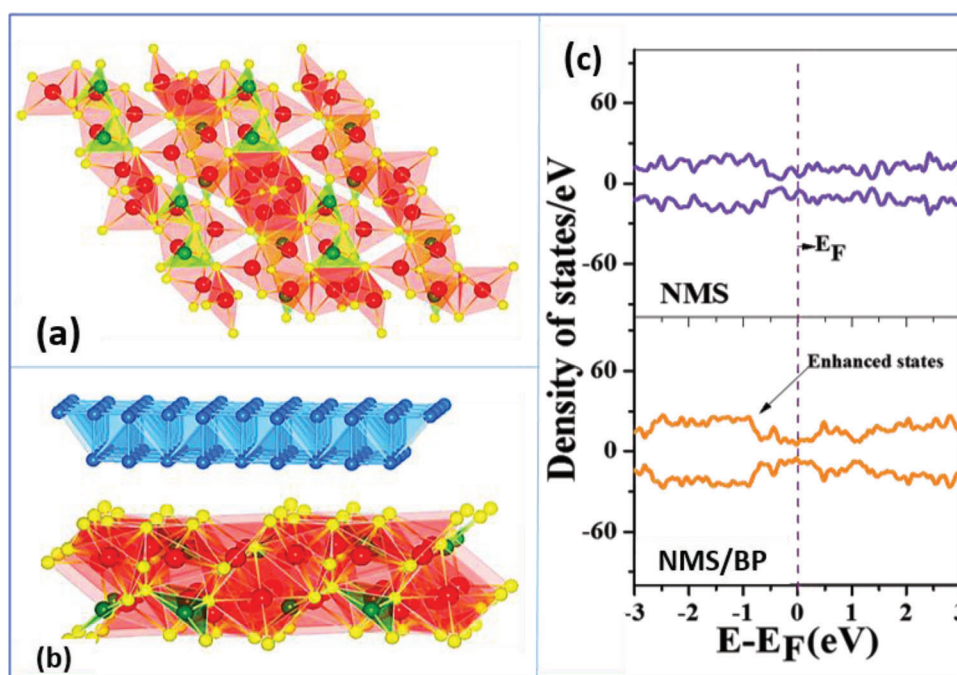 (a)
(b)
(c)
Density of states/eV
60
0
-60
E_F
NMS
60
Enhanced states
0
-60
NMS/BP
-3 -2 -1 0 1 2 3
E-E_F(eV)